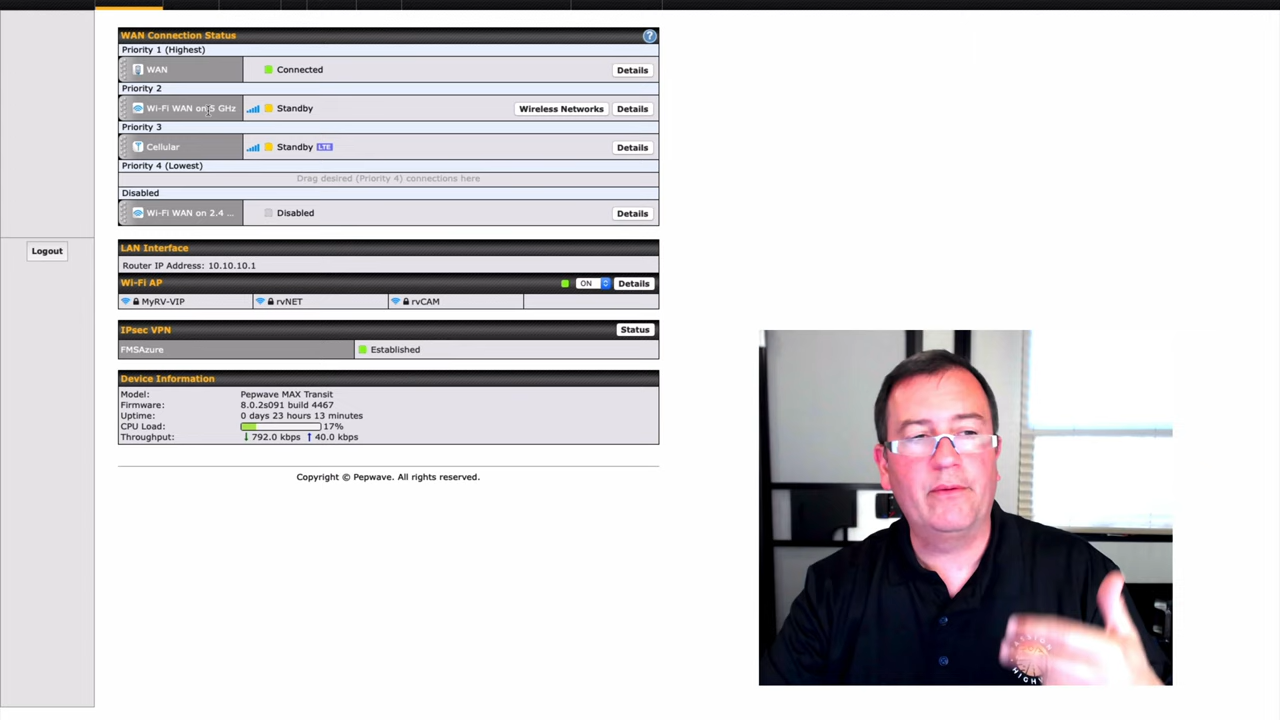 WAN Connection Status
Priority 1 (Highest)
WAN Connected Details
Priority 2
Wi-Fi WAN on 5 GHz Standby Wireless Networks Details
Priority 3
Cellular Standby LTE Details
Priority 4 (Lowest)
Drag desired (Priority 4) connections here
Disabled
Wi-Fi WAN on 2.4 ... Disabled Details
Logout
LAN Interface
Router IP Address: 10.10.10.1
Wi-Fi AP ON Details
MyRV-VIP rvNET rvCAM
IPsec VPN Status
FMSAzure Established
Device Information
Model: Pepwave MAX Transit
Firmware: 8.0.2s091 build 4467
Uptime: 0 days 23 hours 13 minutes
CPU Load: 17%
Throughput: 792.0 kbps 40.0 kbps
Copyright © Pepwave. All rights reserved.